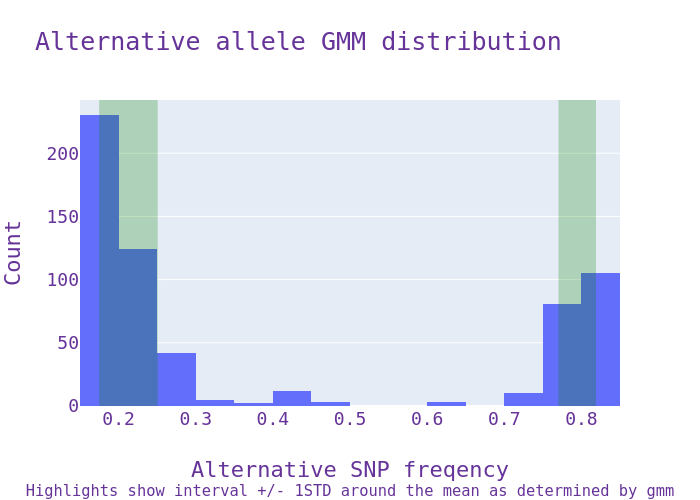 Alternative allele GMM distribution
Count
200
150
100
50
0
0.2 0.3 0.4 0.5 0.6 0.7 0.8
Alternative SNP freqency
Highlights show interval +/- 1STD around the mean as determined by gmm